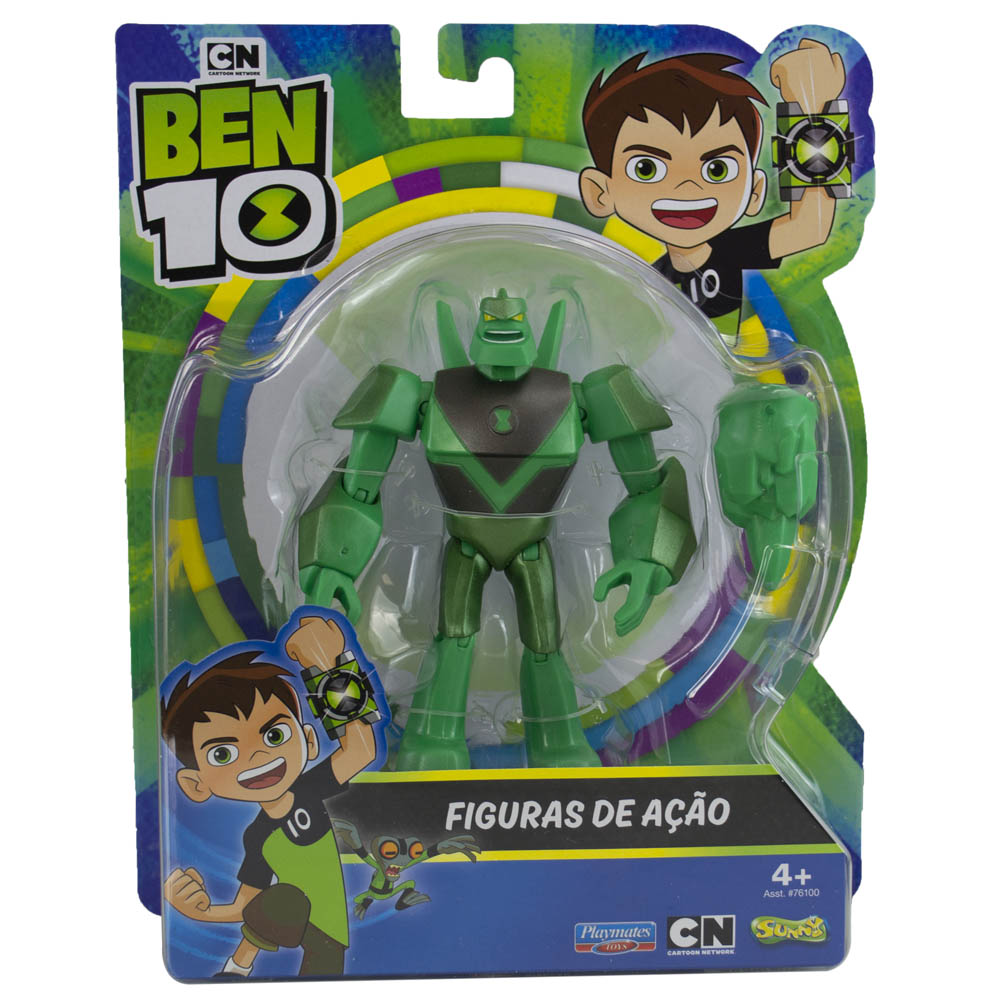 CN
CARTOON NETWORK
BEN
10
10
10
FIGURAS DE AÇÃO
4+
Asst. #76100
Playmates
TOYS
CN
CARTOON NETWORK
SUNNY